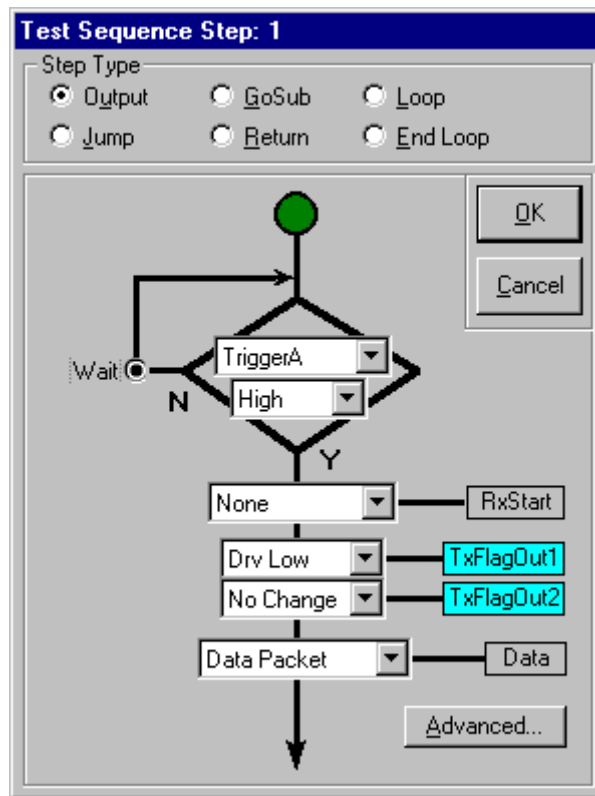 Test Sequence Step: 1
Step Type
Output GoSub Loop
Jump Return End Loop
OK
Cancel
TriggerA
Wait
High
N
Y
None RxStart
Drv Low TxFlagOut1
No Change TxFlagOut2
Data Packet Data
Advanced...